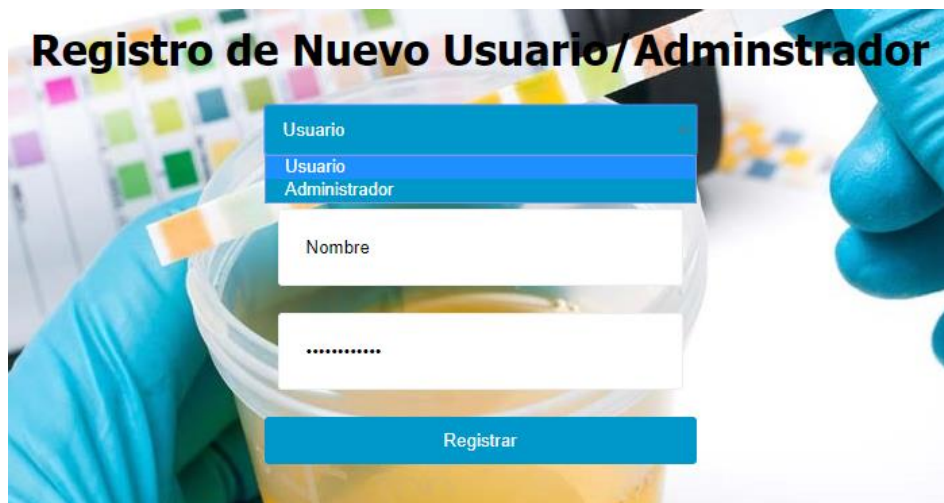 Registro de Nuevo Usuario/Adminstrador
Usuario
Usuario
Administrador
Nombre
••••••••••••
Registrar